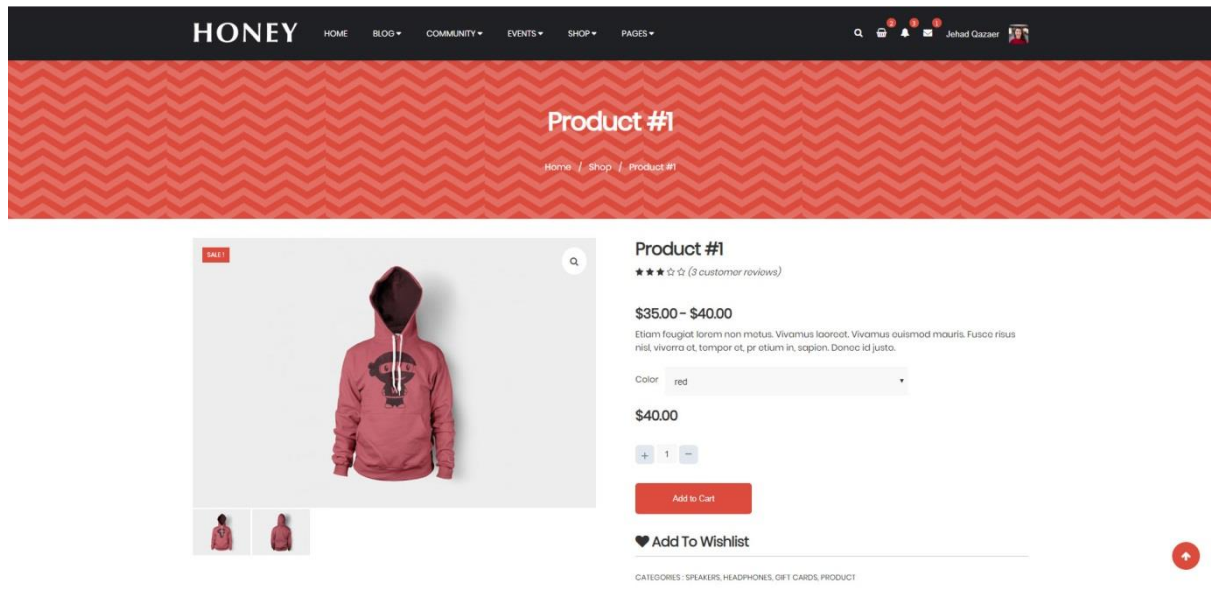 HONEY HOME BLOG COMMUNITY EVENTS SHOP PAGES 2 3 1 Jehad Qazaer
Product #1
Home / Shop / Product #1
SALE !
Product #1
(3 customer reviews)
$35.00 - $40.00
Etiam feugiat lorem non metus. Vivamus laoreet. Vivamus euismod mauris. Fusce risus
nisl, viverra et, tempor et, pr etium in, sapien. Donec id justo.
Color red
$40.00
+ 1 −
Add to Cart
Add To Wishlist
CATEGORIES : SPEAKERS, HEADPHONES, GIFT CARDS, PRODUCT